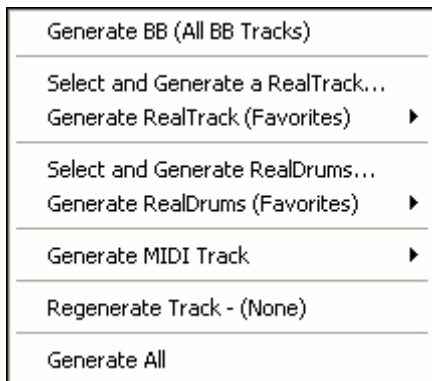 Generate BB (All BB Tracks)
Select and Generate a RealTrack...
Generate RealTrack (Favorites)
Select and Generate RealDrums...
Generate RealDrums (Favorites)
Generate MIDI Track
Regenerate Track - (None)
Generate All